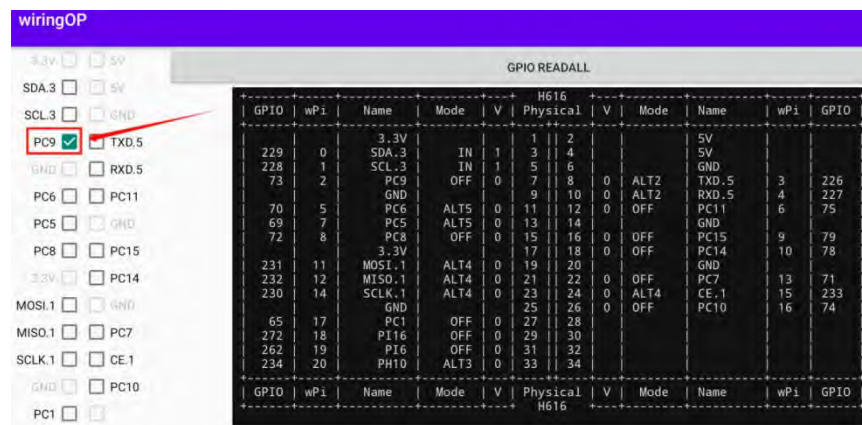 wiringOP
3.3V 5V
GPIO READALL
SDA.3 5V
SCL.3 GND
PC9 TXD.5
GND RXD.5
PC6 PC11
PC5 GND
PC8 PC15
3.3V PC14
MOSI.1 GND
MISO.1 PC7
SCLK.1 CE.1
GND PC10
PC1
H616
GPIO | wPi | Name | Mode | V | Physical | V | Mode | Name | wPi | GPIO
3.3V | 1 || 2 | 5V
229 | 0 | SDA.3 | IN | 1 | 3 || 4 | 5V
228 | 1 | SCL.3 | IN | 1 | 5 || 6 | GND
73 | 2 | PC9 | OFF | 0 | 7 || 8 | 0 | ALT2 | TXD.5 | 3 | 226
GND | 9 || 10 | 0 | ALT2 | RXD.5 | 4 | 227
70 | 5 | PC6 | ALT5 | 0 | 11 || 12 | 0 | OFF | PC11 | 6 | 75
69 | 7 | PC5 | ALT5 | 0 | 13 || 14 | GND
72 | 8 | PC8 | OFF | 0 | 15 || 16 | 0 | OFF | PC15 | 9 | 79
3.3V | 17 || 18 | 0 | OFF | PC14 | 10 | 78
231 | 11 | MOSI.1 | ALT4 | 0 | 19 || 20 | GND
232 | 12 | MISO.1 | ALT4 | 0 | 21 || 22 | 0 | OFF | PC7 | 13 | 71
230 | 14 | SCLK.1 | ALT4 | 0 | 23 || 24 | 0 | ALT4 | CE.1 | 15 | 233
GND | 25 || 26 | 0 | OFF | PC10 | 16 | 74
65 | 17 | PC1 | OFF | 0 | 27 || 28
272 | 18 | PI16 | OFF | 0 | 29 || 30
262 | 19 | PI6 | OFF | 0 | 31 || 32
234 | 20 | PH10 | ALT3 | 0 | 33 || 34
GPIO | wPi | Name | Mode | V | Physical | V | Mode | Name | wPi | GPIO
H616